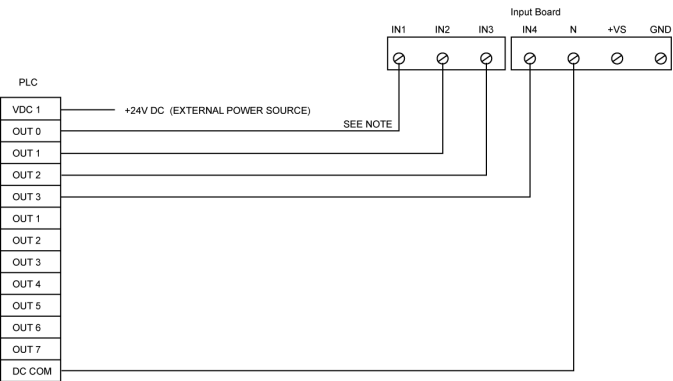 Input Board
IN1 IN2 IN3 IN4 N +VS GND
PLC
VDC 1 +24V DC (EXTERNAL POWER SOURCE)
SEE NOTE
OUT 0
OUT 1
OUT 2
OUT 3
OUT 1
OUT 2
OUT 3
OUT 4
OUT 5
OUT 6
OUT 7
DC COM